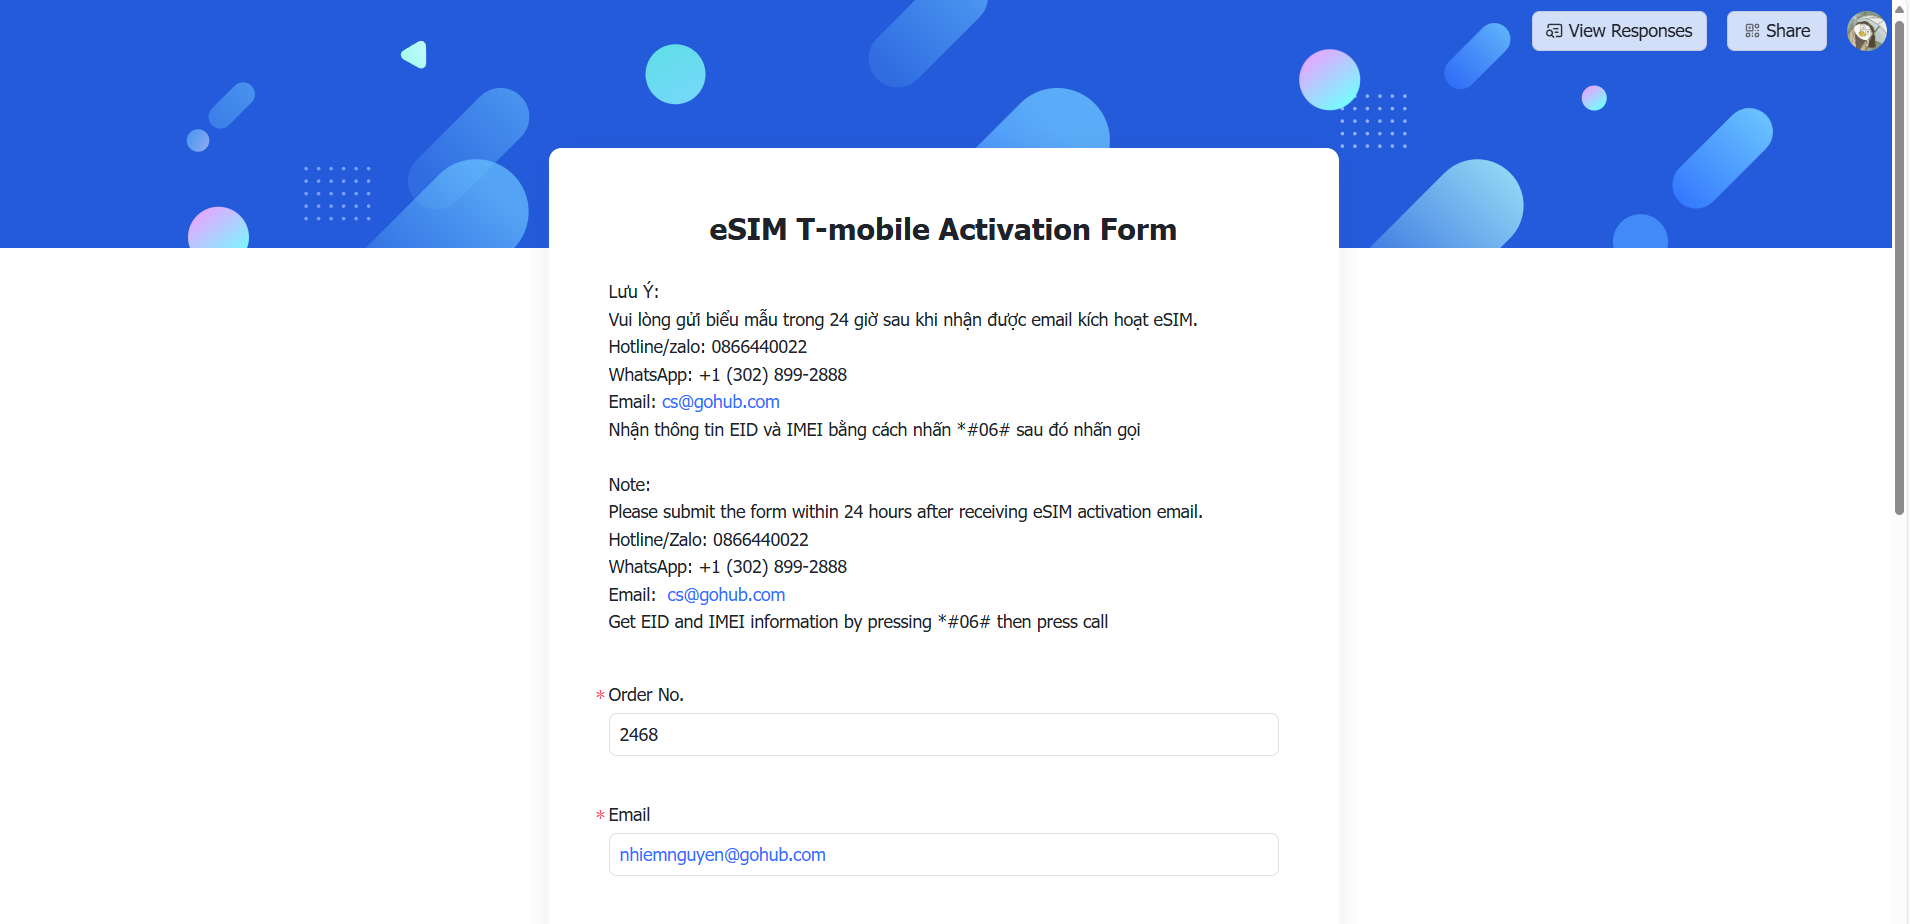 View Responses
Share
eSIM T-mobile Activation Form
Lưu Ý:
Vui lòng gửi biểu mẫu trong 24 giờ sau khi nhận được email kích hoạt eSIM.
Hotline/zalo: 0866440022
WhatsApp: +1 (302) 899-2888
Email: cs@gohub.com
Nhận thông tin EID và IMEI bằng cách nhấn *#06# sau đó nhấn gọi
Note:
Please submit the form within 24 hours after receiving eSIM activation email.
Hotline/Zalo: 0866440022
WhatsApp: +1 (302) 899-2888
Email: cs@gohub.com
Get EID and IMEI information by pressing *#06# then press call
* Order No.
2468
* Email
nhiemnguyen@gohub.com